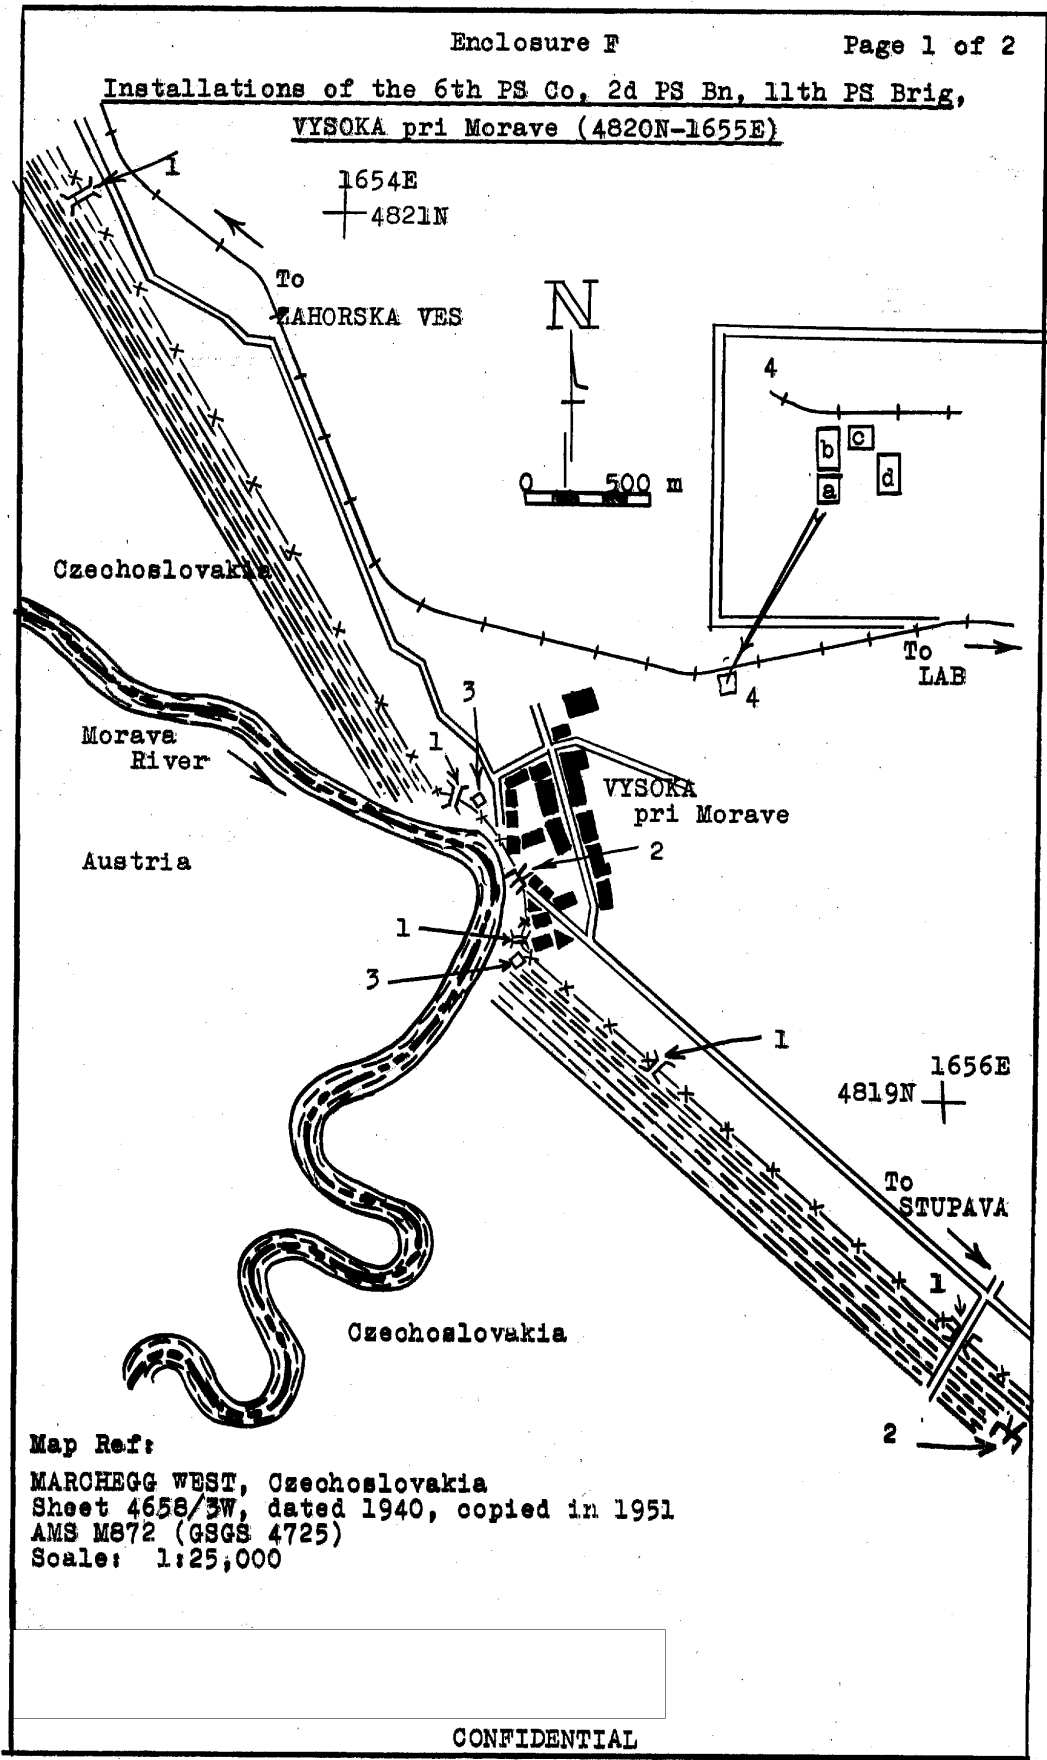 Enclosure F
Page 1 of 2
Installations of the 6th PS Co, 2d PS Bn, 11th PS Brig,
VYSOKA pri Morave (4820N-1655E)
1
1654E
4821N
To
ZAHORSKA VES
N
0 500 m
4
b
c
a
d
Czechoslovakia
To
LAB
4
3
1
Morava
River
VYSOKA
pri Morave
Austria
2
1
3
1
1656E
4819N
To
STUPAVA
1
Czechoslovakia
2
Map Ref:
MARCHEGG WEST, Czechoslovakia
Sheet 4658/3W, dated 1940, copied in 1951
AMS M872 (GSGS 4725)
Scale: 1:25,000
CONFIDENTIAL